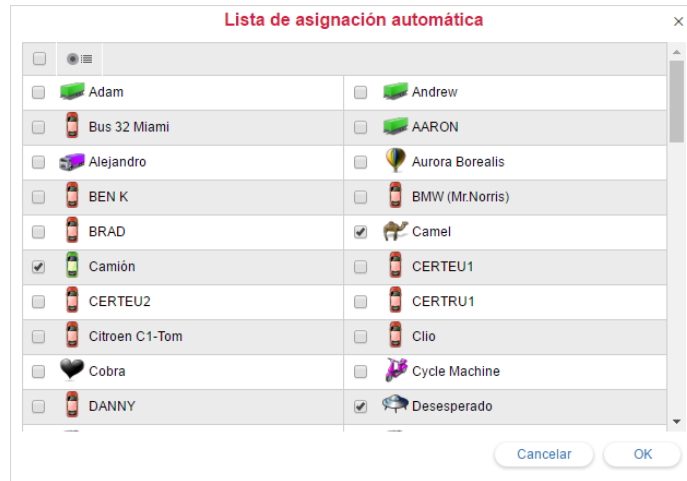 Lista de asignación automática
Adam
Andrew
Bus 32 Miami
AARON
Alejandro
Aurora Borealis
BEN K
BMW (Mr.Norris)
BRAD
Camel
Camión
CERTEU1
CERTEU2
CERTRU1
Citroen C1-Tom
Clio
Cobra
Cycle Machine
DANNY
Desesperado
Cancelar
OK